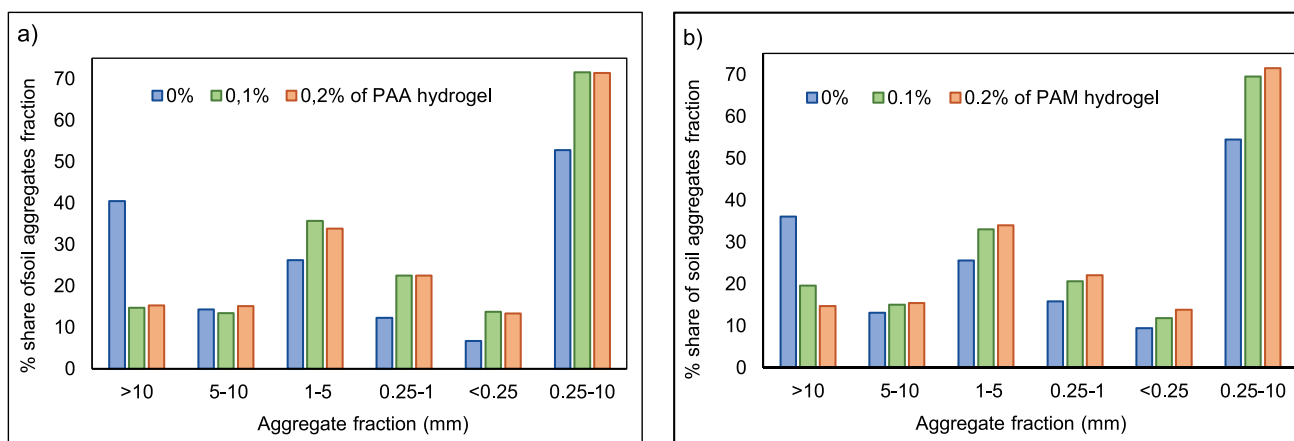 a)
% share ofsoil aggregates fraction
70
60
50
40
30
20
10
0
0% 0,1% 0,2% of PAA hydrogel
>10 5-10 1-5 0.25-1 <0.25 0.25-10
Aggregate fraction (mm)
b)
% share of soil aggregates fraction
70
60
50
40
30
20
10
0
0% 0.1% 0.2% of PAM hydrogel
>10 5-10 1-5 0.25-1 <0.25 0.25-10
Aggregate fraction (mm)